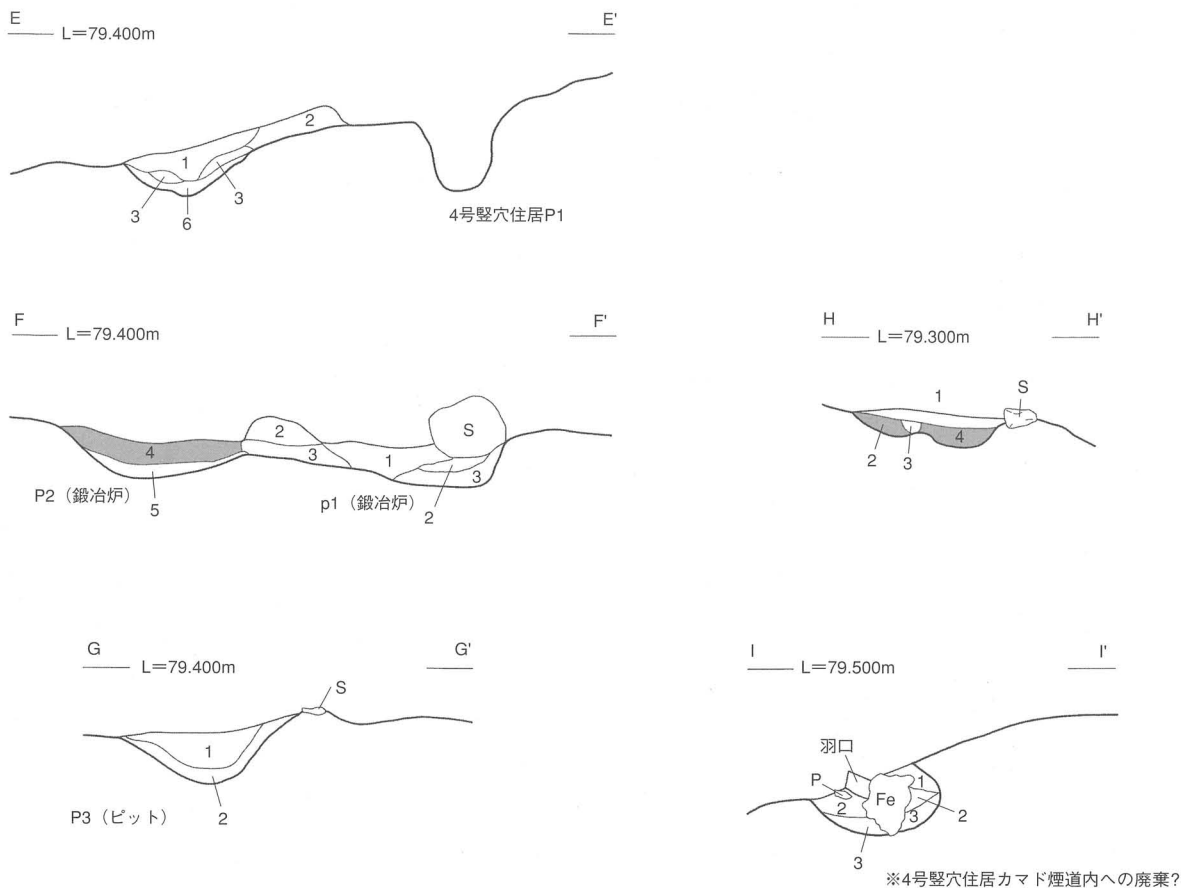 E E'
L=79.400m
2
1
3 3
6
4号竪穴住居P1
F F'
L=79.400m
2 S
4 3 1
3
P2（鍛冶炉） 5 p1（鍛冶炉） 2
H H'
L=79.300m
S
1
4
2 3
G G'
L=79.400m
S
1
P3（ピット） 2
I I'
L=79.500m
羽口
P 1
2 Fe
3 2
3
※4号竪穴住居カマド煙道内への廃棄?